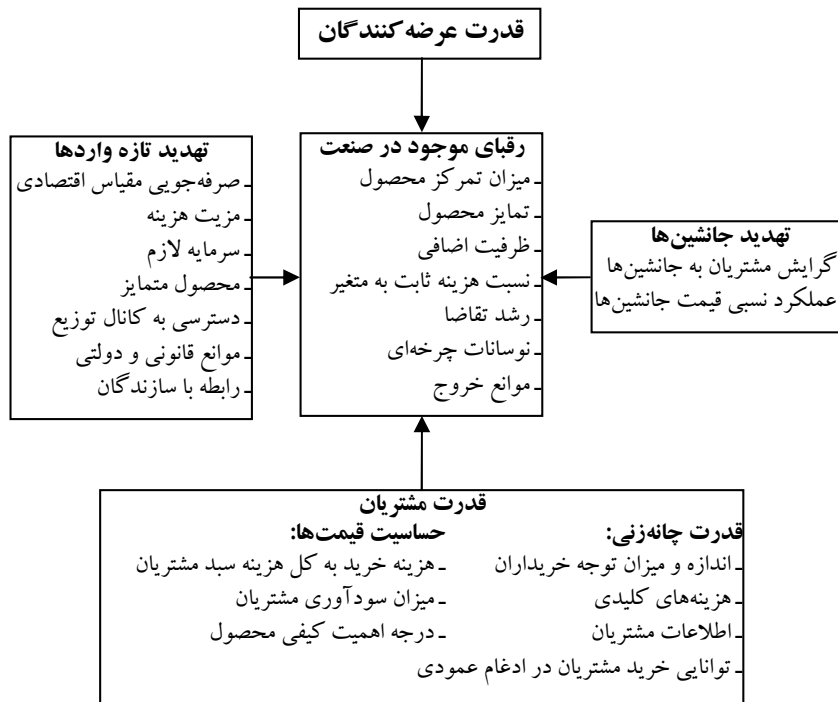 قدرت عرضه کنندگان
رقبای موجود در صنعت
ـ میزان تمرکز محصول
ـ تمایز محصول
ـ ظرفیت اضافی
ـ نسبت هزینه ثابت به متغیر
ـ رشد تقاضا
ـ نوسانات چرخه‌ای
ـ موانع خروج
تهدید جانشین‌ها
ـ گرایش مشتریان به جانشین‌ها
ـ عملکرد نسبی قیمت جانشین‌ها
تهدید تازه واردها
ـ صرفه‌جویی مقیاس اقتصادی
ـ مزیت هزینه
ـ سرمایه لازم
ـ محصول متمایز
ـ دسترسی به کانال توزیع
ـ موانع قانونی و دولتی
ـ رابطه با سازندگان
قدرت مشتریان
قدرت چانه‌زنی:
ـ اندازه و میزان توجه خریداران
ـ هزینه‌های کلیدی
ـ اطلاعات مشتریان
ـ توانایی خرید مشتریان در ادغام عمودی
حساسیت قیمت‌ها:
ـ هزینه خرید به کل هزینه سبد مشتریان
ـ میزان سودآوری مشتریان
ـ درجه اهمیت کیفی محصول